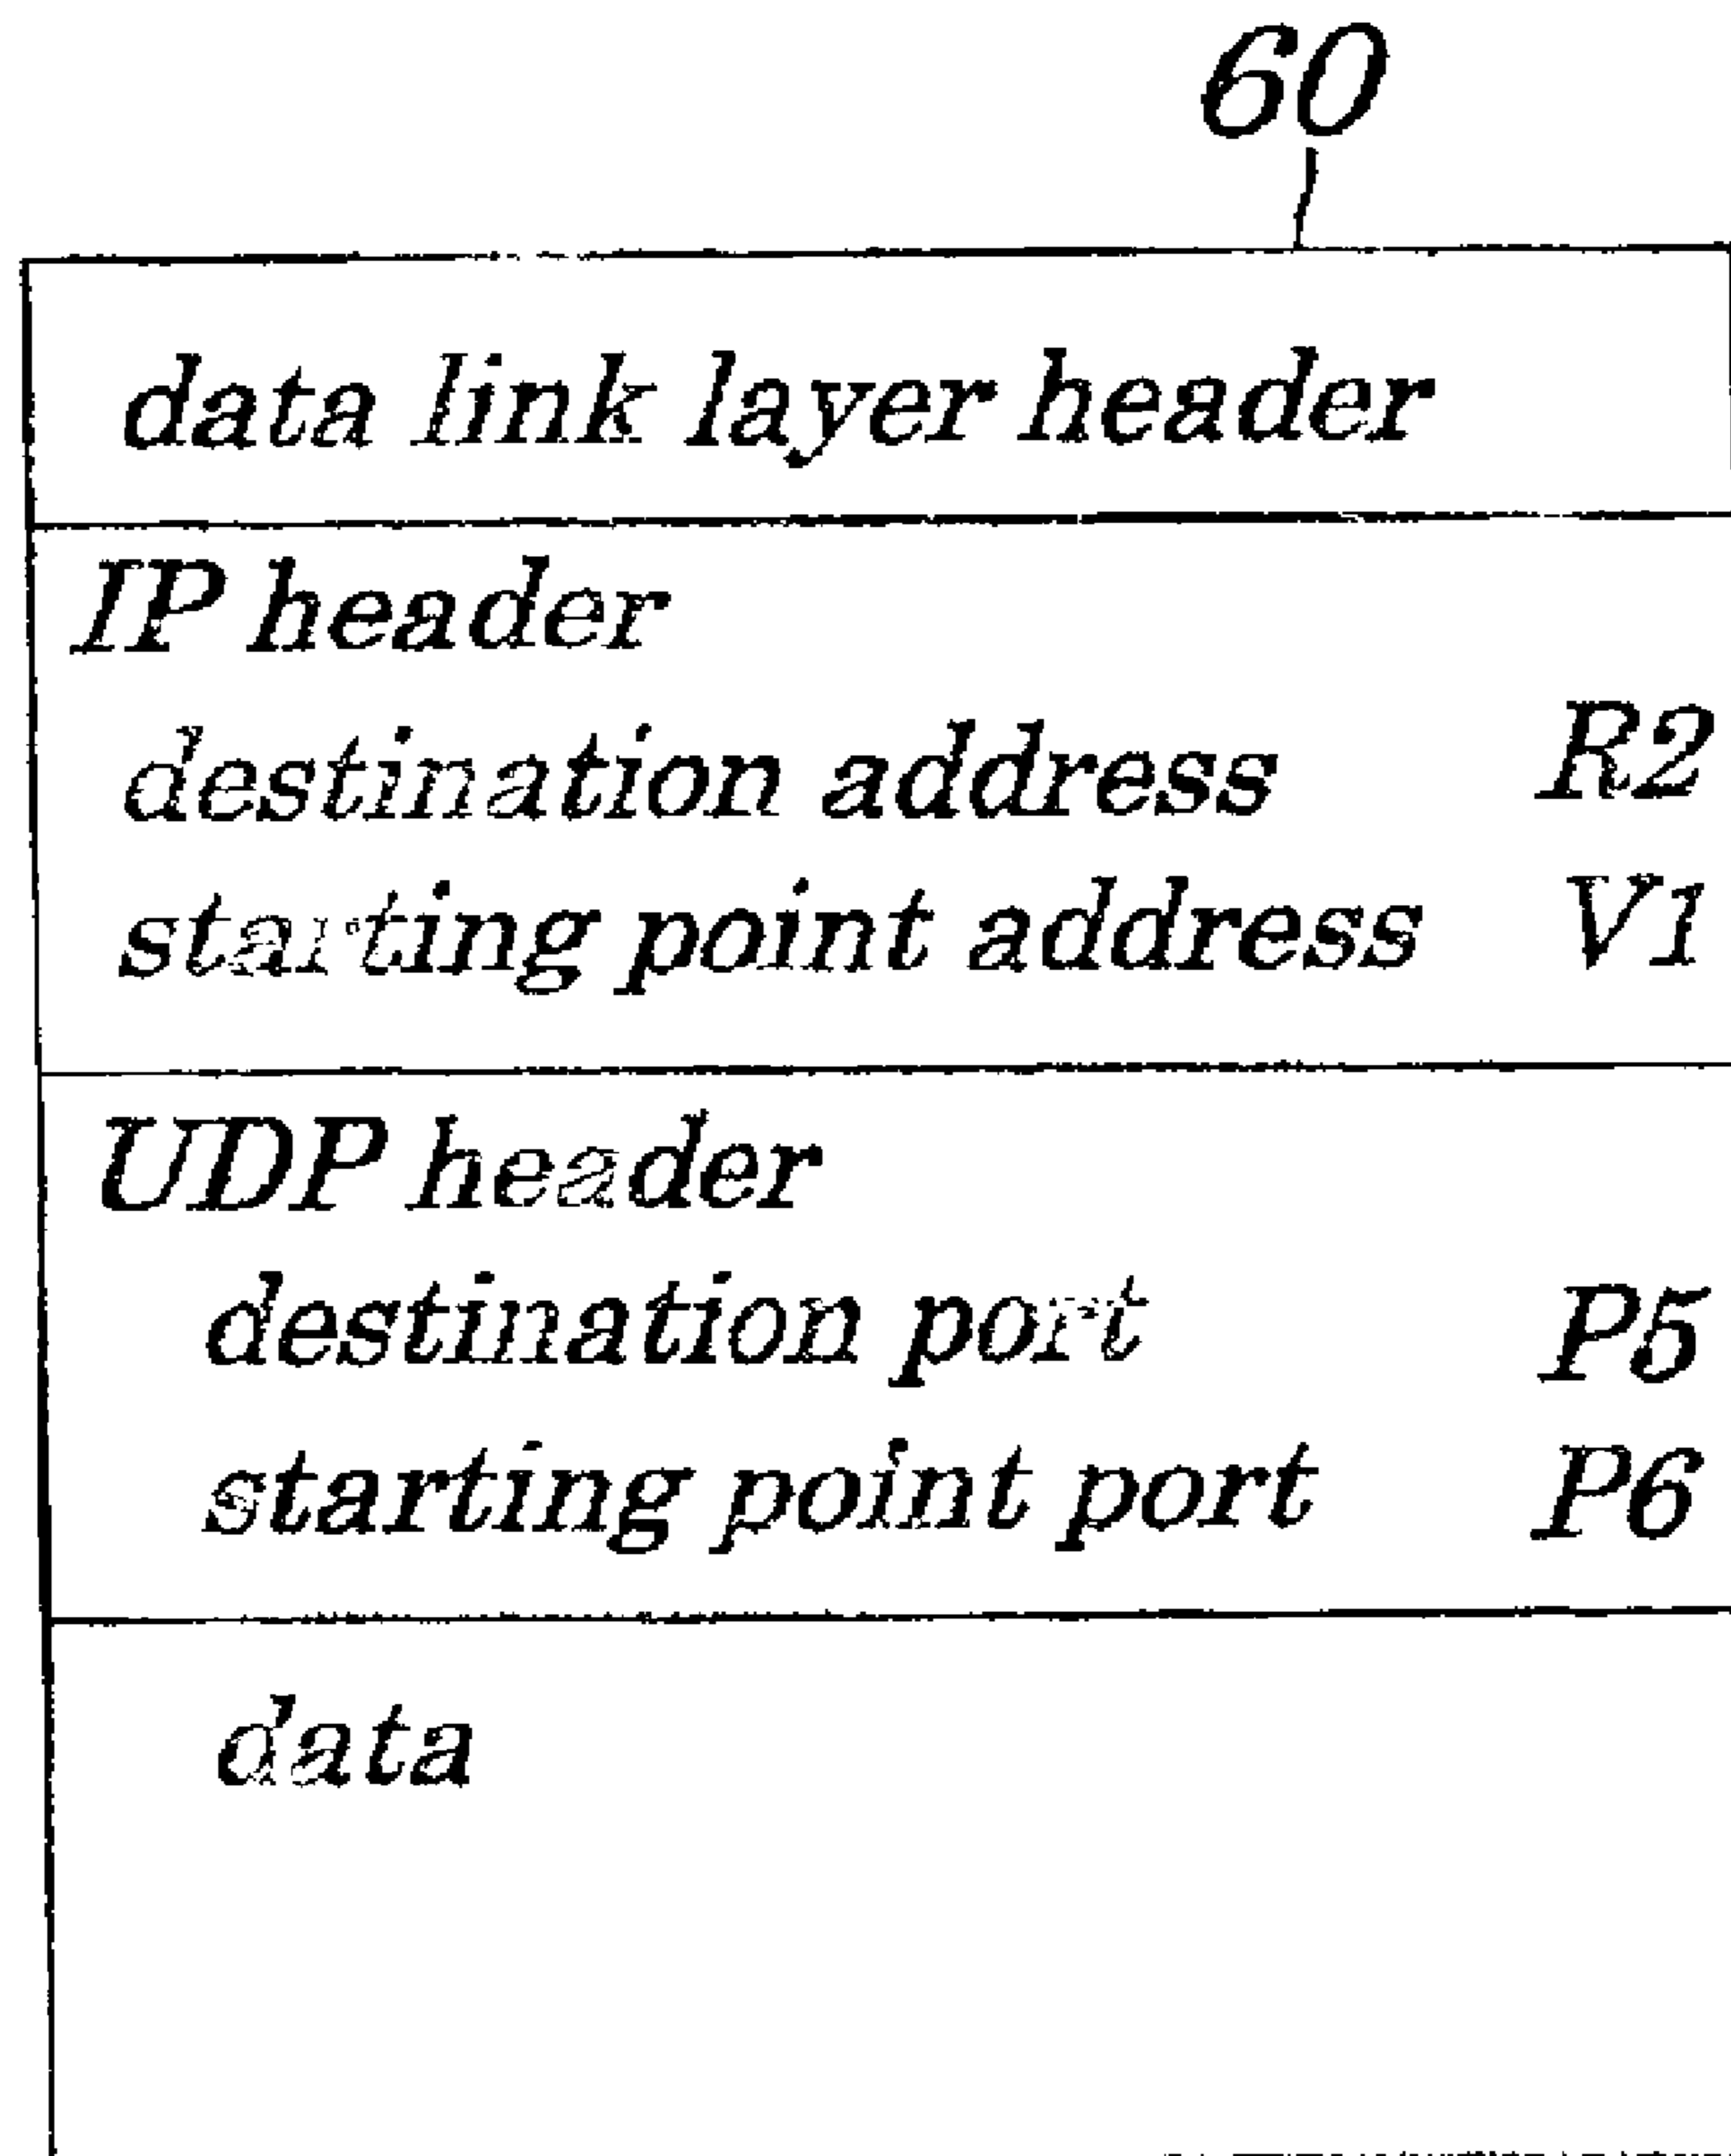 60
data link layer header
IP header
destination address R2
starting point address V1
UDP header
destination port P5
starting point port P6
data